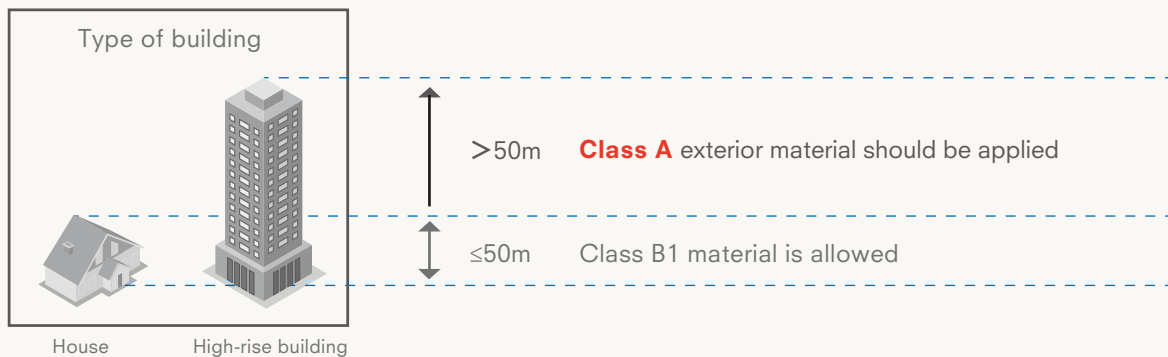 Type of building
>50m Class A exterior material should be applied
≤50m Class B1 material is allowed
House High-rise building